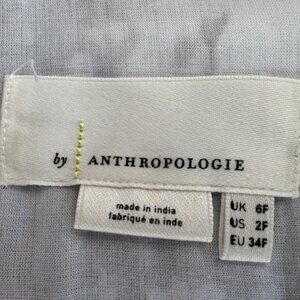 by ANTHROPOLOGIE
made in india
fabriqué en inde
UK 6P
US 2P
EU 34P